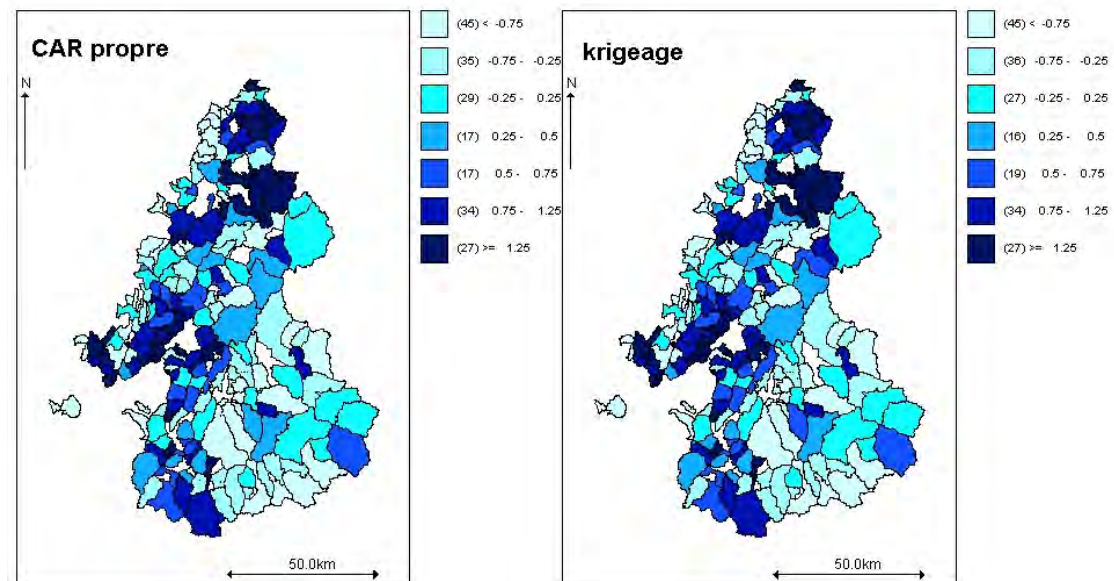 CAR propre
N
50.0km
(45) < -0.75
(35) -0.75 - -0.25
(29) -0.25 - 0.25
(17) 0.25 - 0.5
(17) 0.5 - 0.75
(34) 0.75 - 1.25
(27) >= 1.25
krigeage
N
50.0km
(45) < -0.75
(36) -0.75 - -0.25
(27) -0.25 - 0.25
(16) 0.25 - 0.5
(19) 0.5 - 0.75
(34) 0.75 - 1.25
(27) >= 1.25